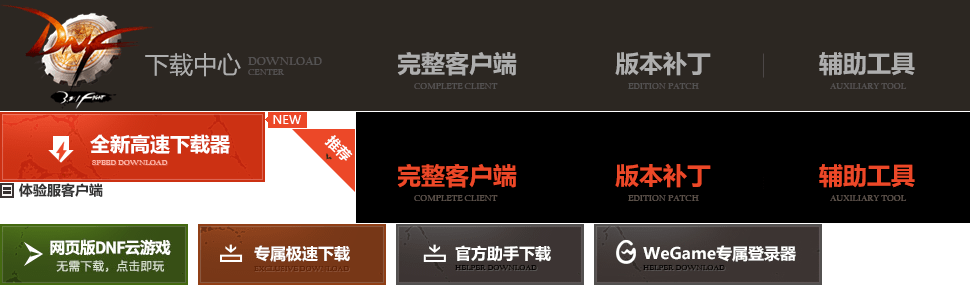 DNF
3.2.1 FIGHT
下载中心 DOWNLOAD CENTER
完整客户端
COMPLETE CLIENT
版本补丁
EDITION PATCH
辅助工具
AUXILIARY TOOL
全新高速下载器
SPEED DOWNLOAD
NEW
推荐
体验服客户端
完整客户端
COMPLETE CLIENT
版本补丁
EDITION PATCH
辅助工具
AUXILIARY TOOL
网页版DNF云游戏
无需下载，点击即玩
专属极速下载
EXCLUSIVE DOWNLOAD
官方助手下载
HELPER DOWNLOAD
WeGame专属登录器
HELPER DOWNLOAD